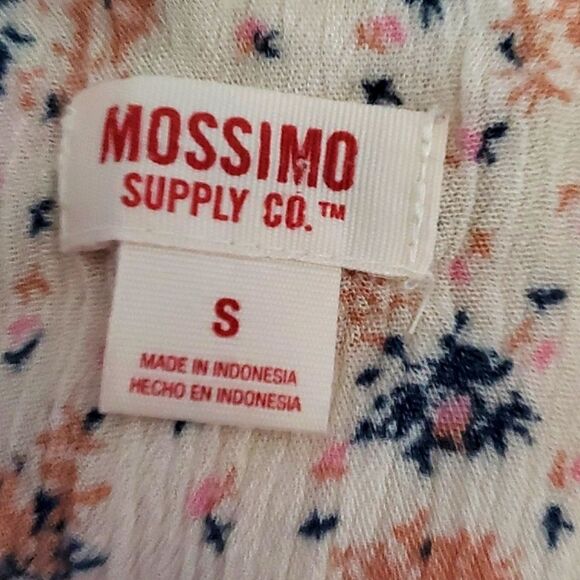 MOSSIMO
SUPPLY CO.™
S
MADE IN INDONESIA
HECHO EN INDONESIA